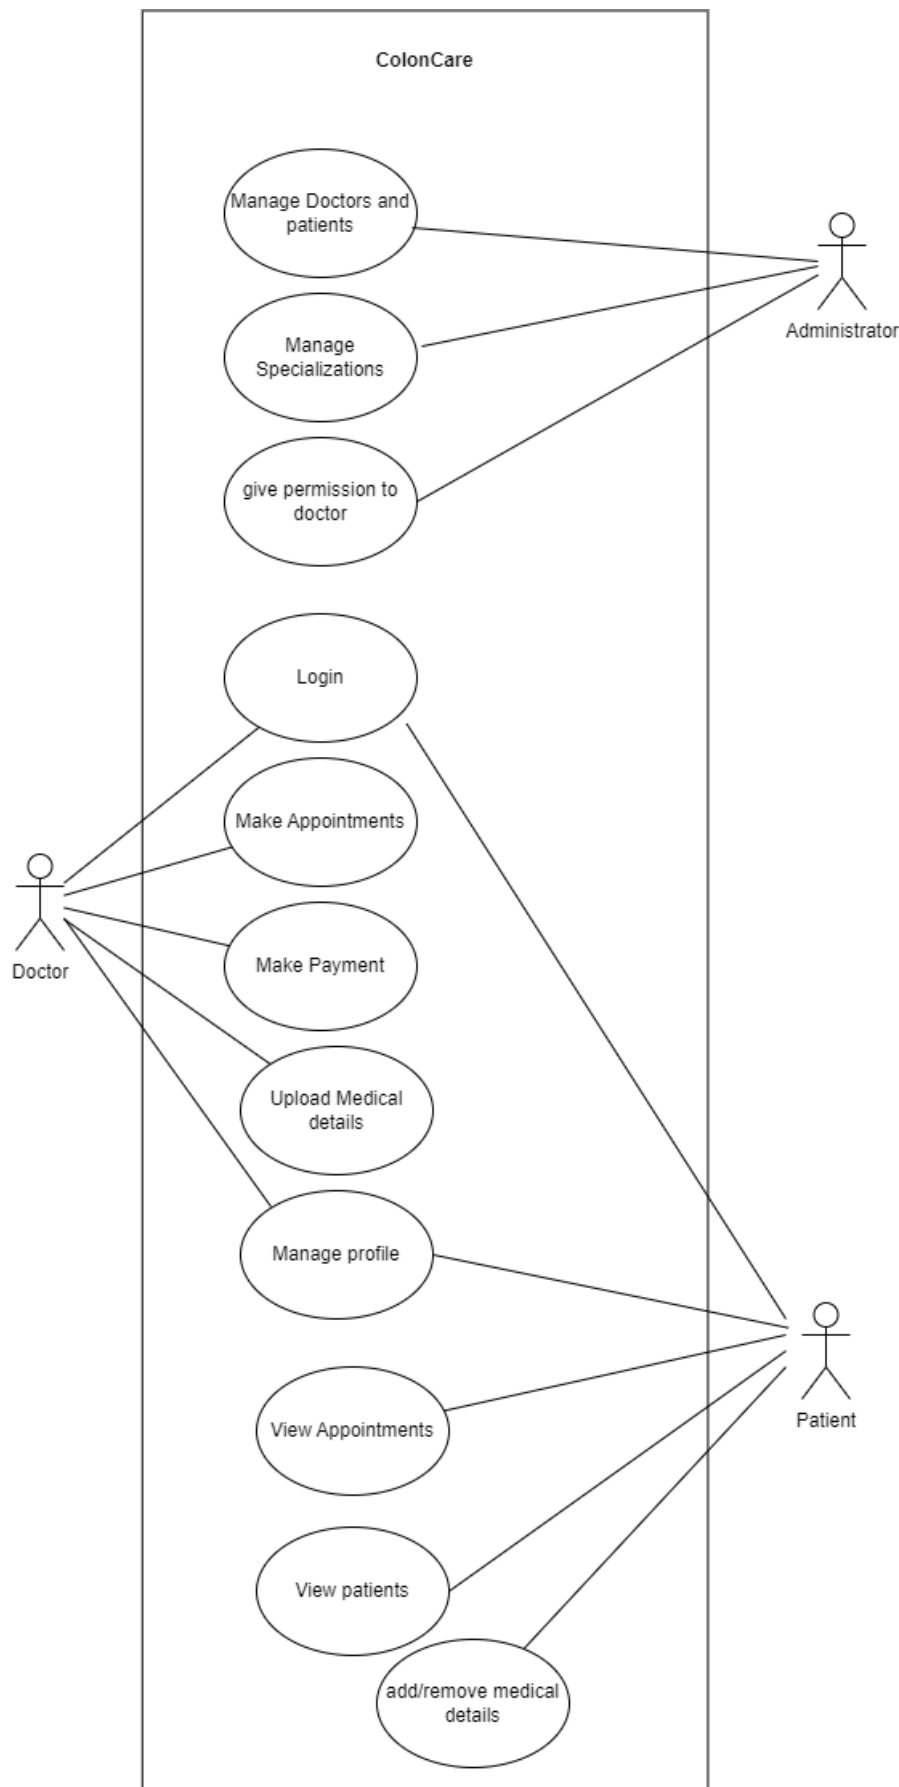 ColonCare
Manage Doctors and
patients
Administrator
Manage
Specializations
give permission to
doctor
Login
Make Appointments
Doctor
Make Payment
Upload Medical
details
Manage profile
Patient
View Appointments
View patients
add/remove medical
details